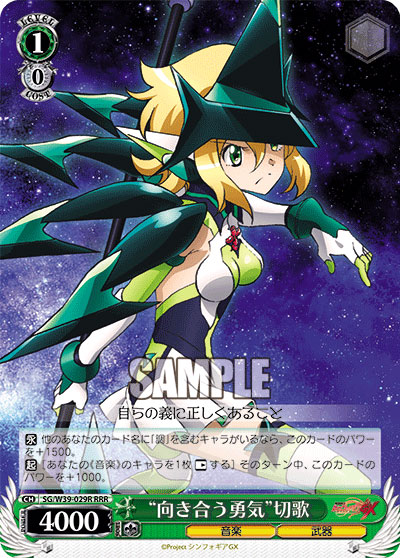 LEVEL
1
0
COST
SAMPLE
自らの義に正しくあること
永 他のあなたのカード名に「調」を含むキャラがいるなら、このカードのパワー
を+1500。
起 [あなたの《音楽》のキャラを1枚する] そのターン中、このカードのパワー
を+1000。
CH SG/W39-029R RRR
POWER
4000
“向き合う勇気”切歌
音楽 武器
©Project シンフォギアGX